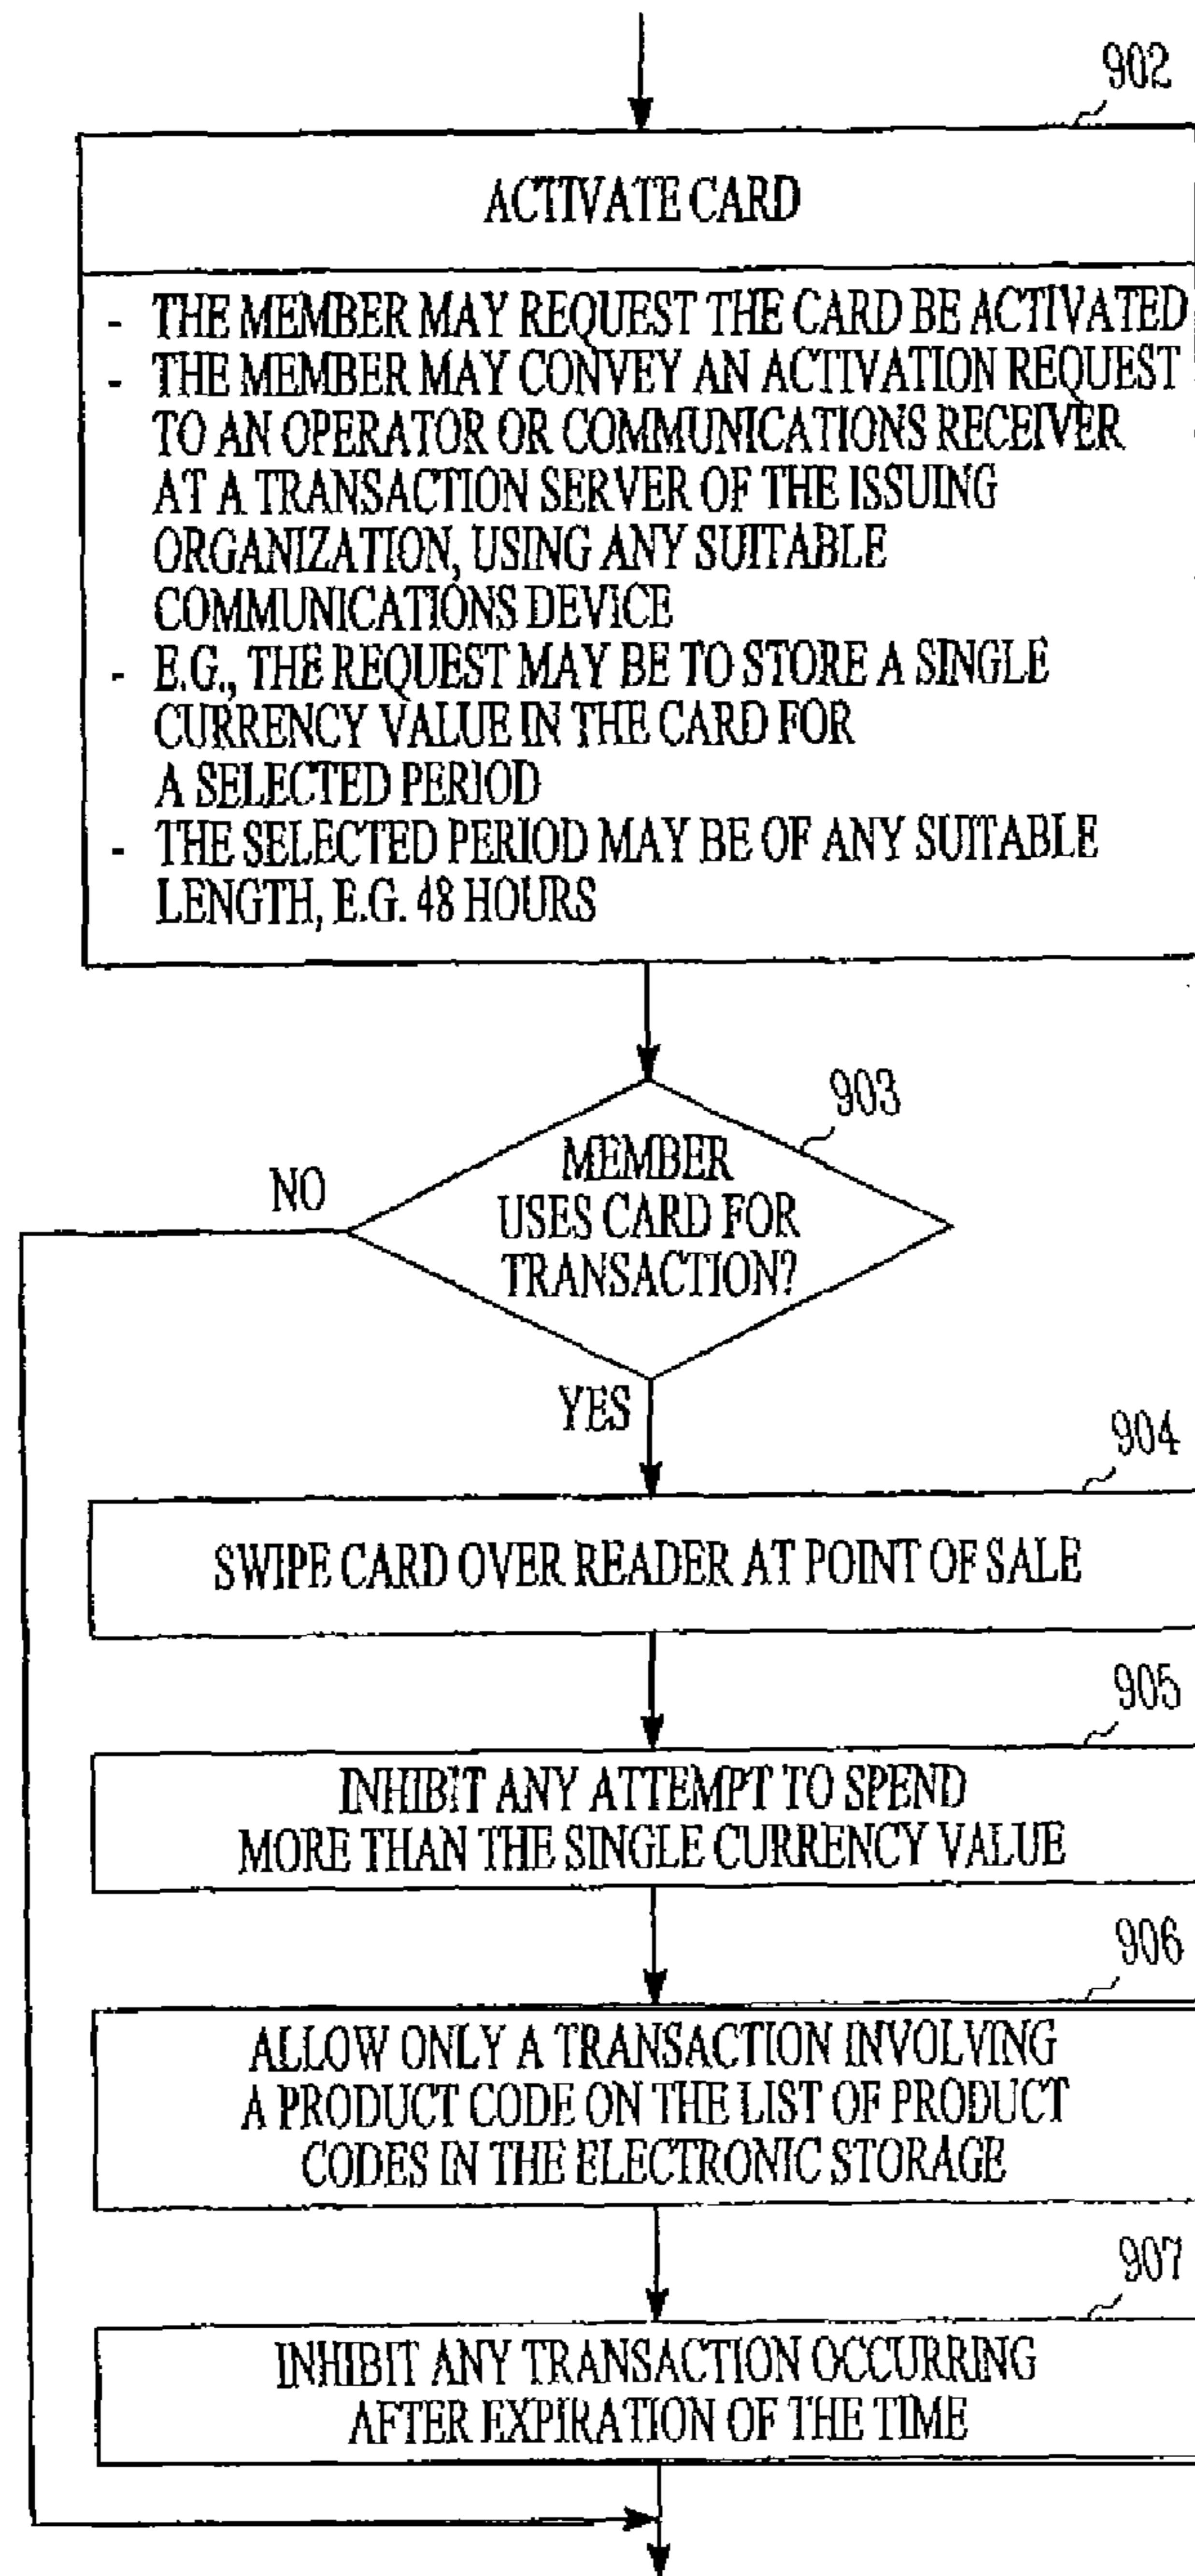 902
ACTIVATE CARD
- THE MEMBER MAY REQUEST THE CARD BE ACTIVATED
- THE MEMBER MAY CONVEY AN ACTIVATION REQUEST
TO AN OPERATOR OR COMMUNICATIONS RECEIVER
AT A TRANSACTION SERVER OF THE ISSUING
ORGANIZATION, USING ANY SUITABLE
COMMUNICATIONS DEVICE
- E.G., THE REQUEST MAY BE TO STORE A SINGLE
CURRENCY VALUE IN THE CARD FOR
A SELECTED PERIOD
- THE SELECTED PERIOD MAY BE OF ANY SUITABLE
LENGTH, E.G. 48 HOURS
903
MEMBER
USES CARD FOR
TRANSACTION?
NO
YES
904
SWIPE CARD OVER READER AT POINT OF SALE
905
INHIBIT ANY ATTEMPT TO SPEND
MORE THAN THE SINGLE CURRENCY VALUE
906
ALLOW ONLY A TRANSACTION INVOLVING
A PRODUCT CODE ON THE LIST OF PRODUCT
CODES IN THE ELECTRONIC STORAGE
907
INHIBIT ANY TRANSACTION OCCURRING
AFTER EXPIRATION OF THE TIME